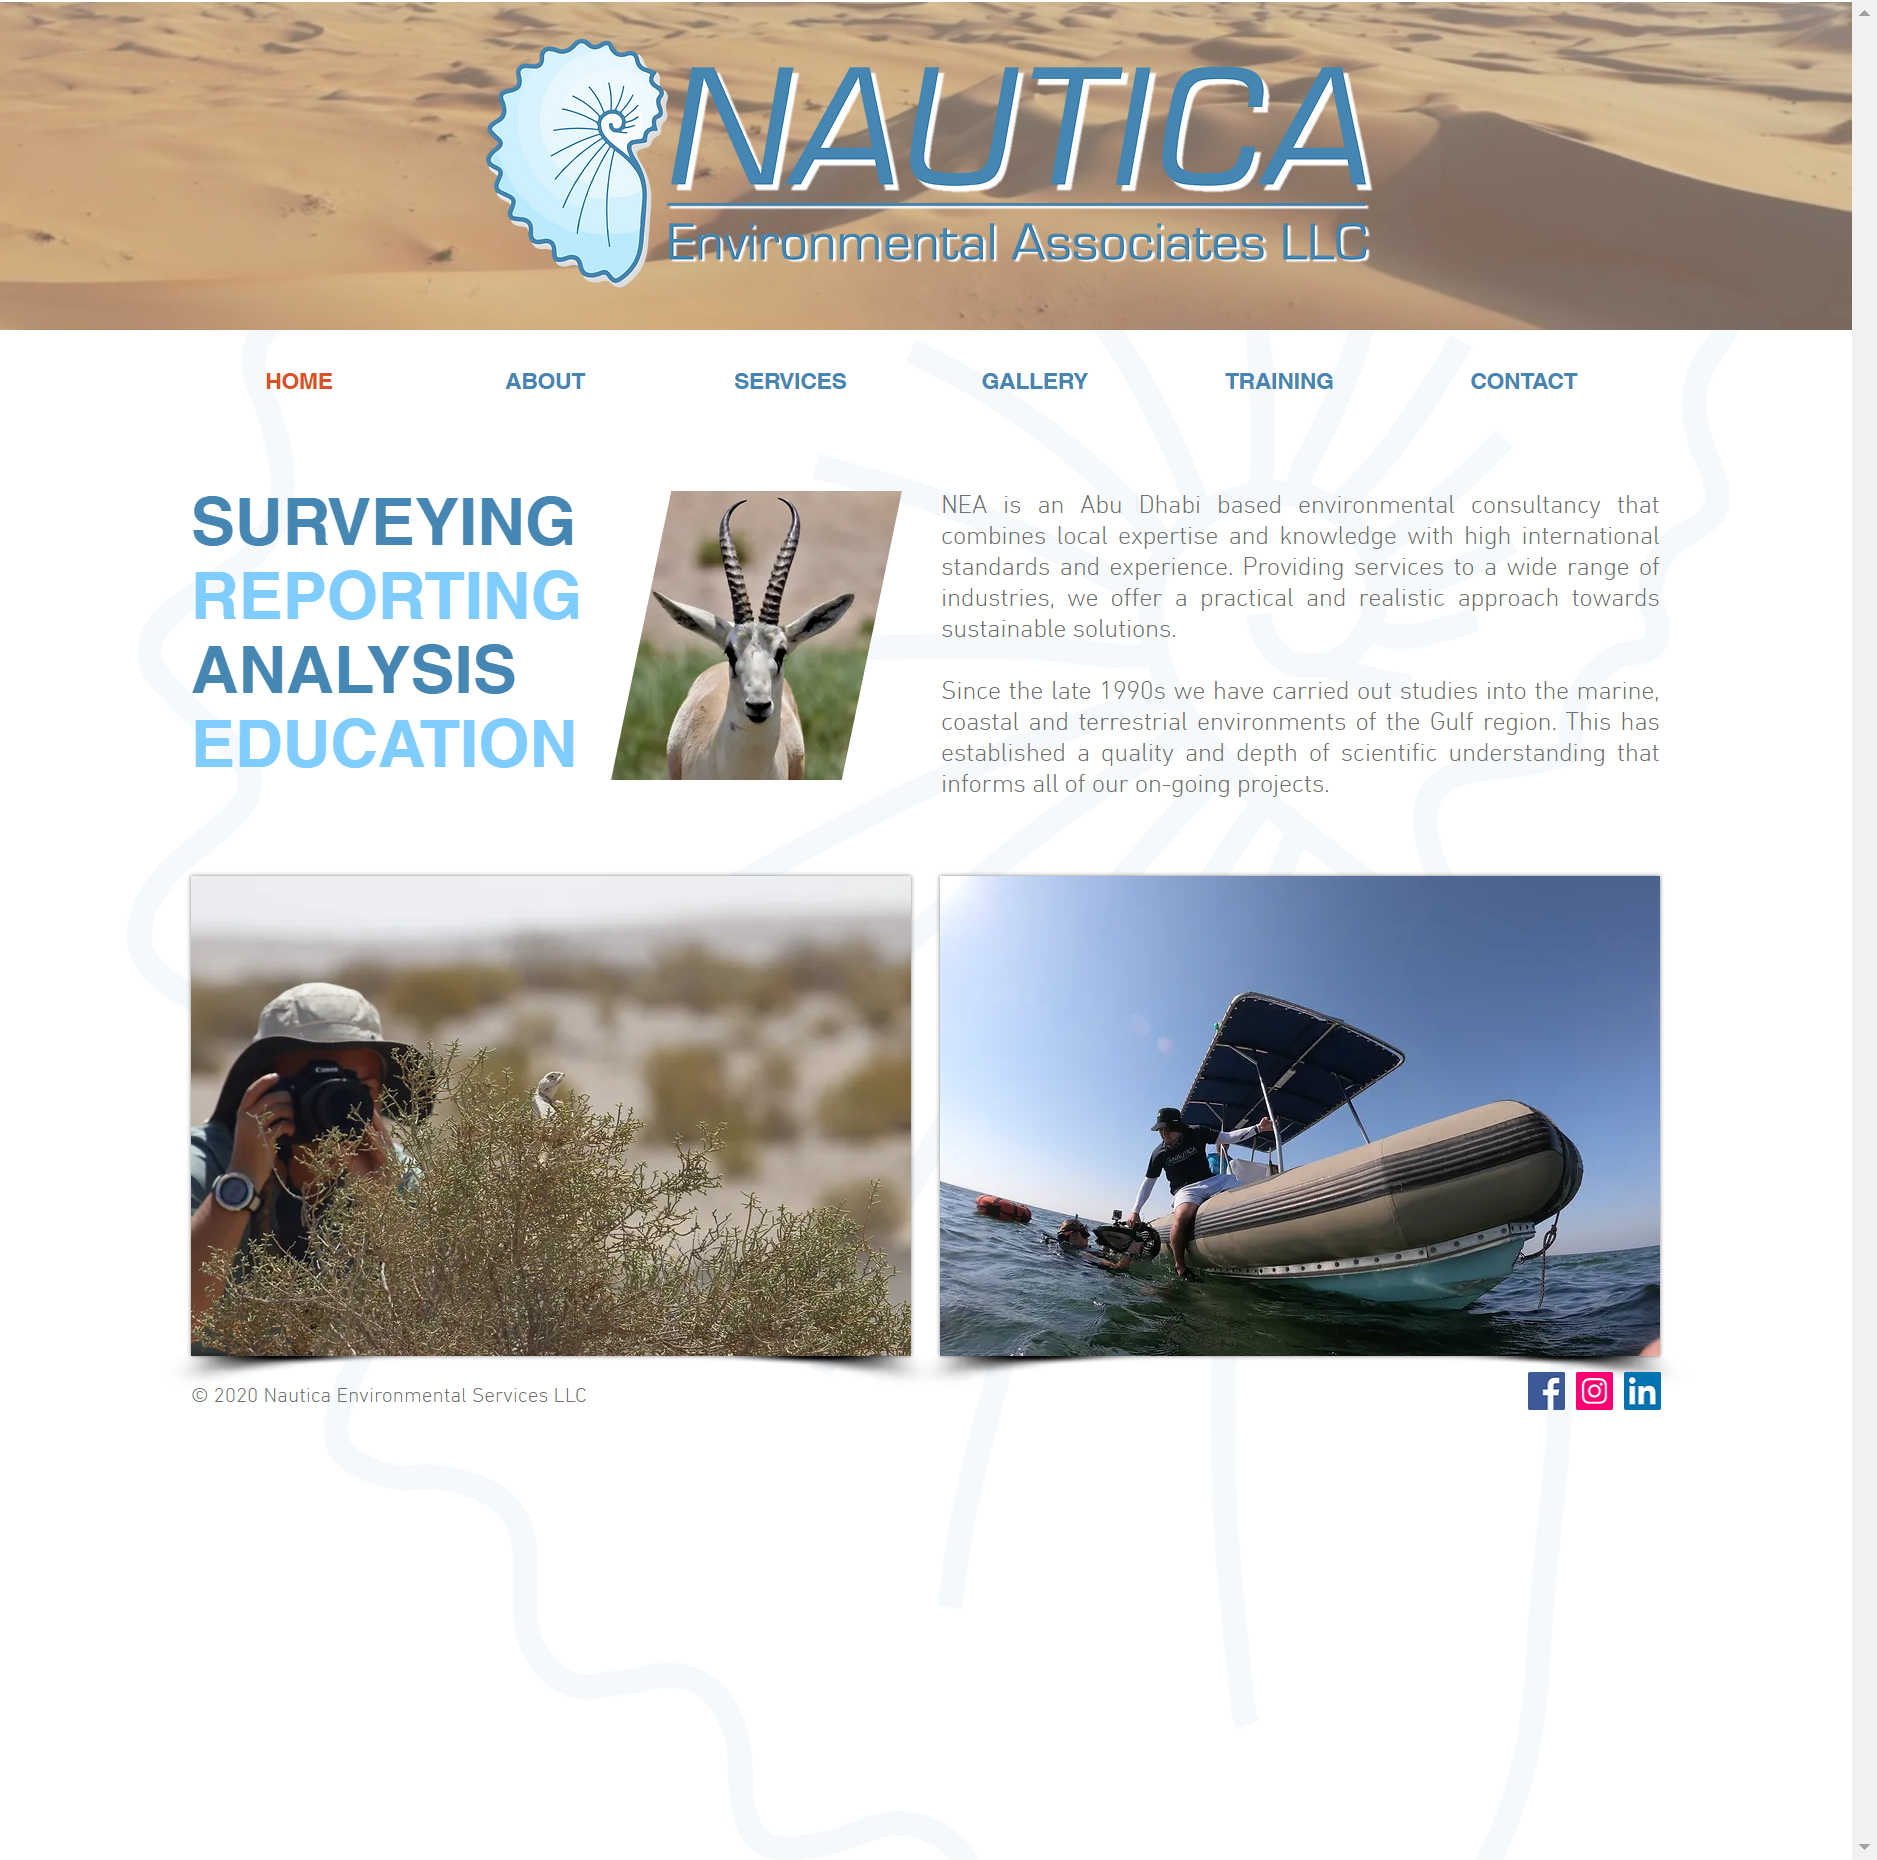 NAUTICA
Environmental Associates LLC
HOME
ABOUT
SERVICES
GALLERY
TRAINING
CONTACT
SURVEYING
REPORTING
ANALYSIS
EDUCATION
NEA is an Abu Dhabi based environmental consultancy that
combines local expertise and knowledge with high international
standards and experience. Providing services to a wide range of
industries, we offer a practical and realistic approach towards
sustainable solutions.
Since the late 1990s we have carried out studies into the marine,
coastal and terrestrial environments of the Gulf region. This has
established a quality and depth of scientific understanding that
informs all of our on-going projects.
Canon
NAUTICA
© 2020 Nautica Environmental Services LLC
f
in